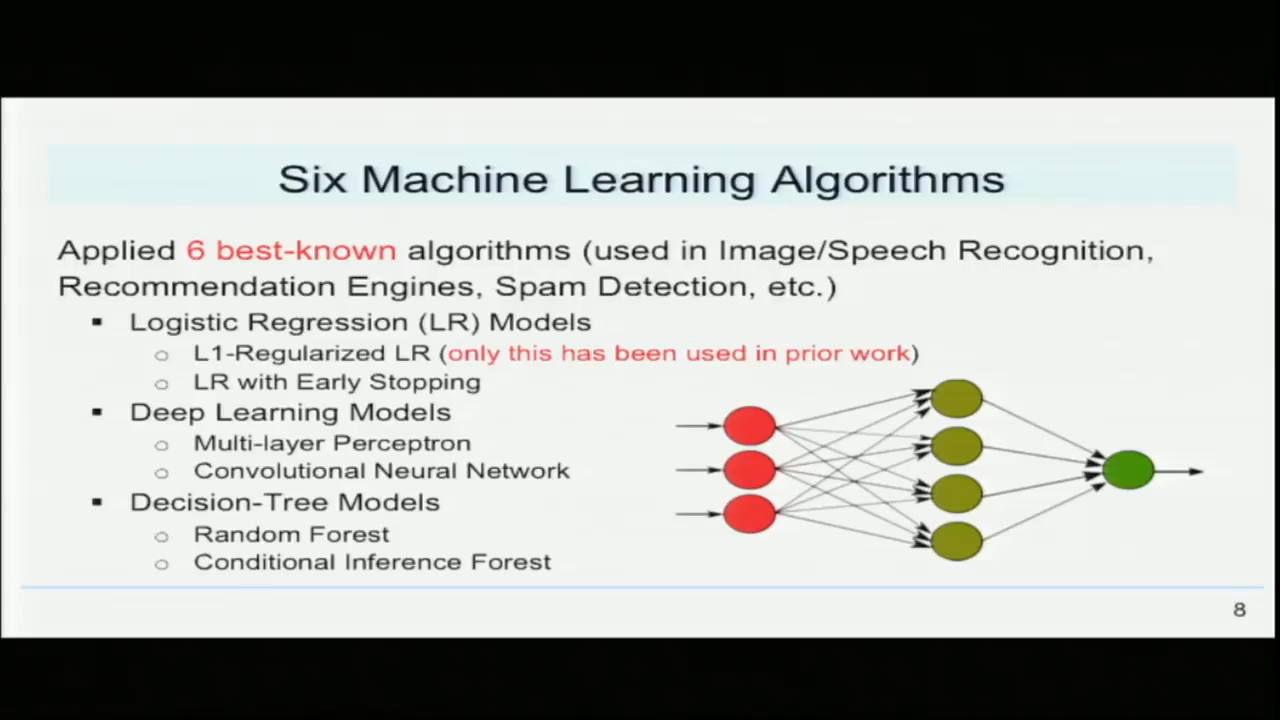 Six Machine Learning Algorithms
Applied 6 best-known algorithms (used in Image/Speech Recognition,
Recommendation Engines, Spam Detection, etc.)
▪ Logistic Regression (LR) Models
○ L1-Regularized LR (only this has been used in prior work)
○ LR with Early Stopping
▪ Deep Learning Models
○ Multi-layer Perceptron
○ Convolutional Neural Network
▪ Decision-Tree Models
○ Random Forest
○ Conditional Inference Forest
8